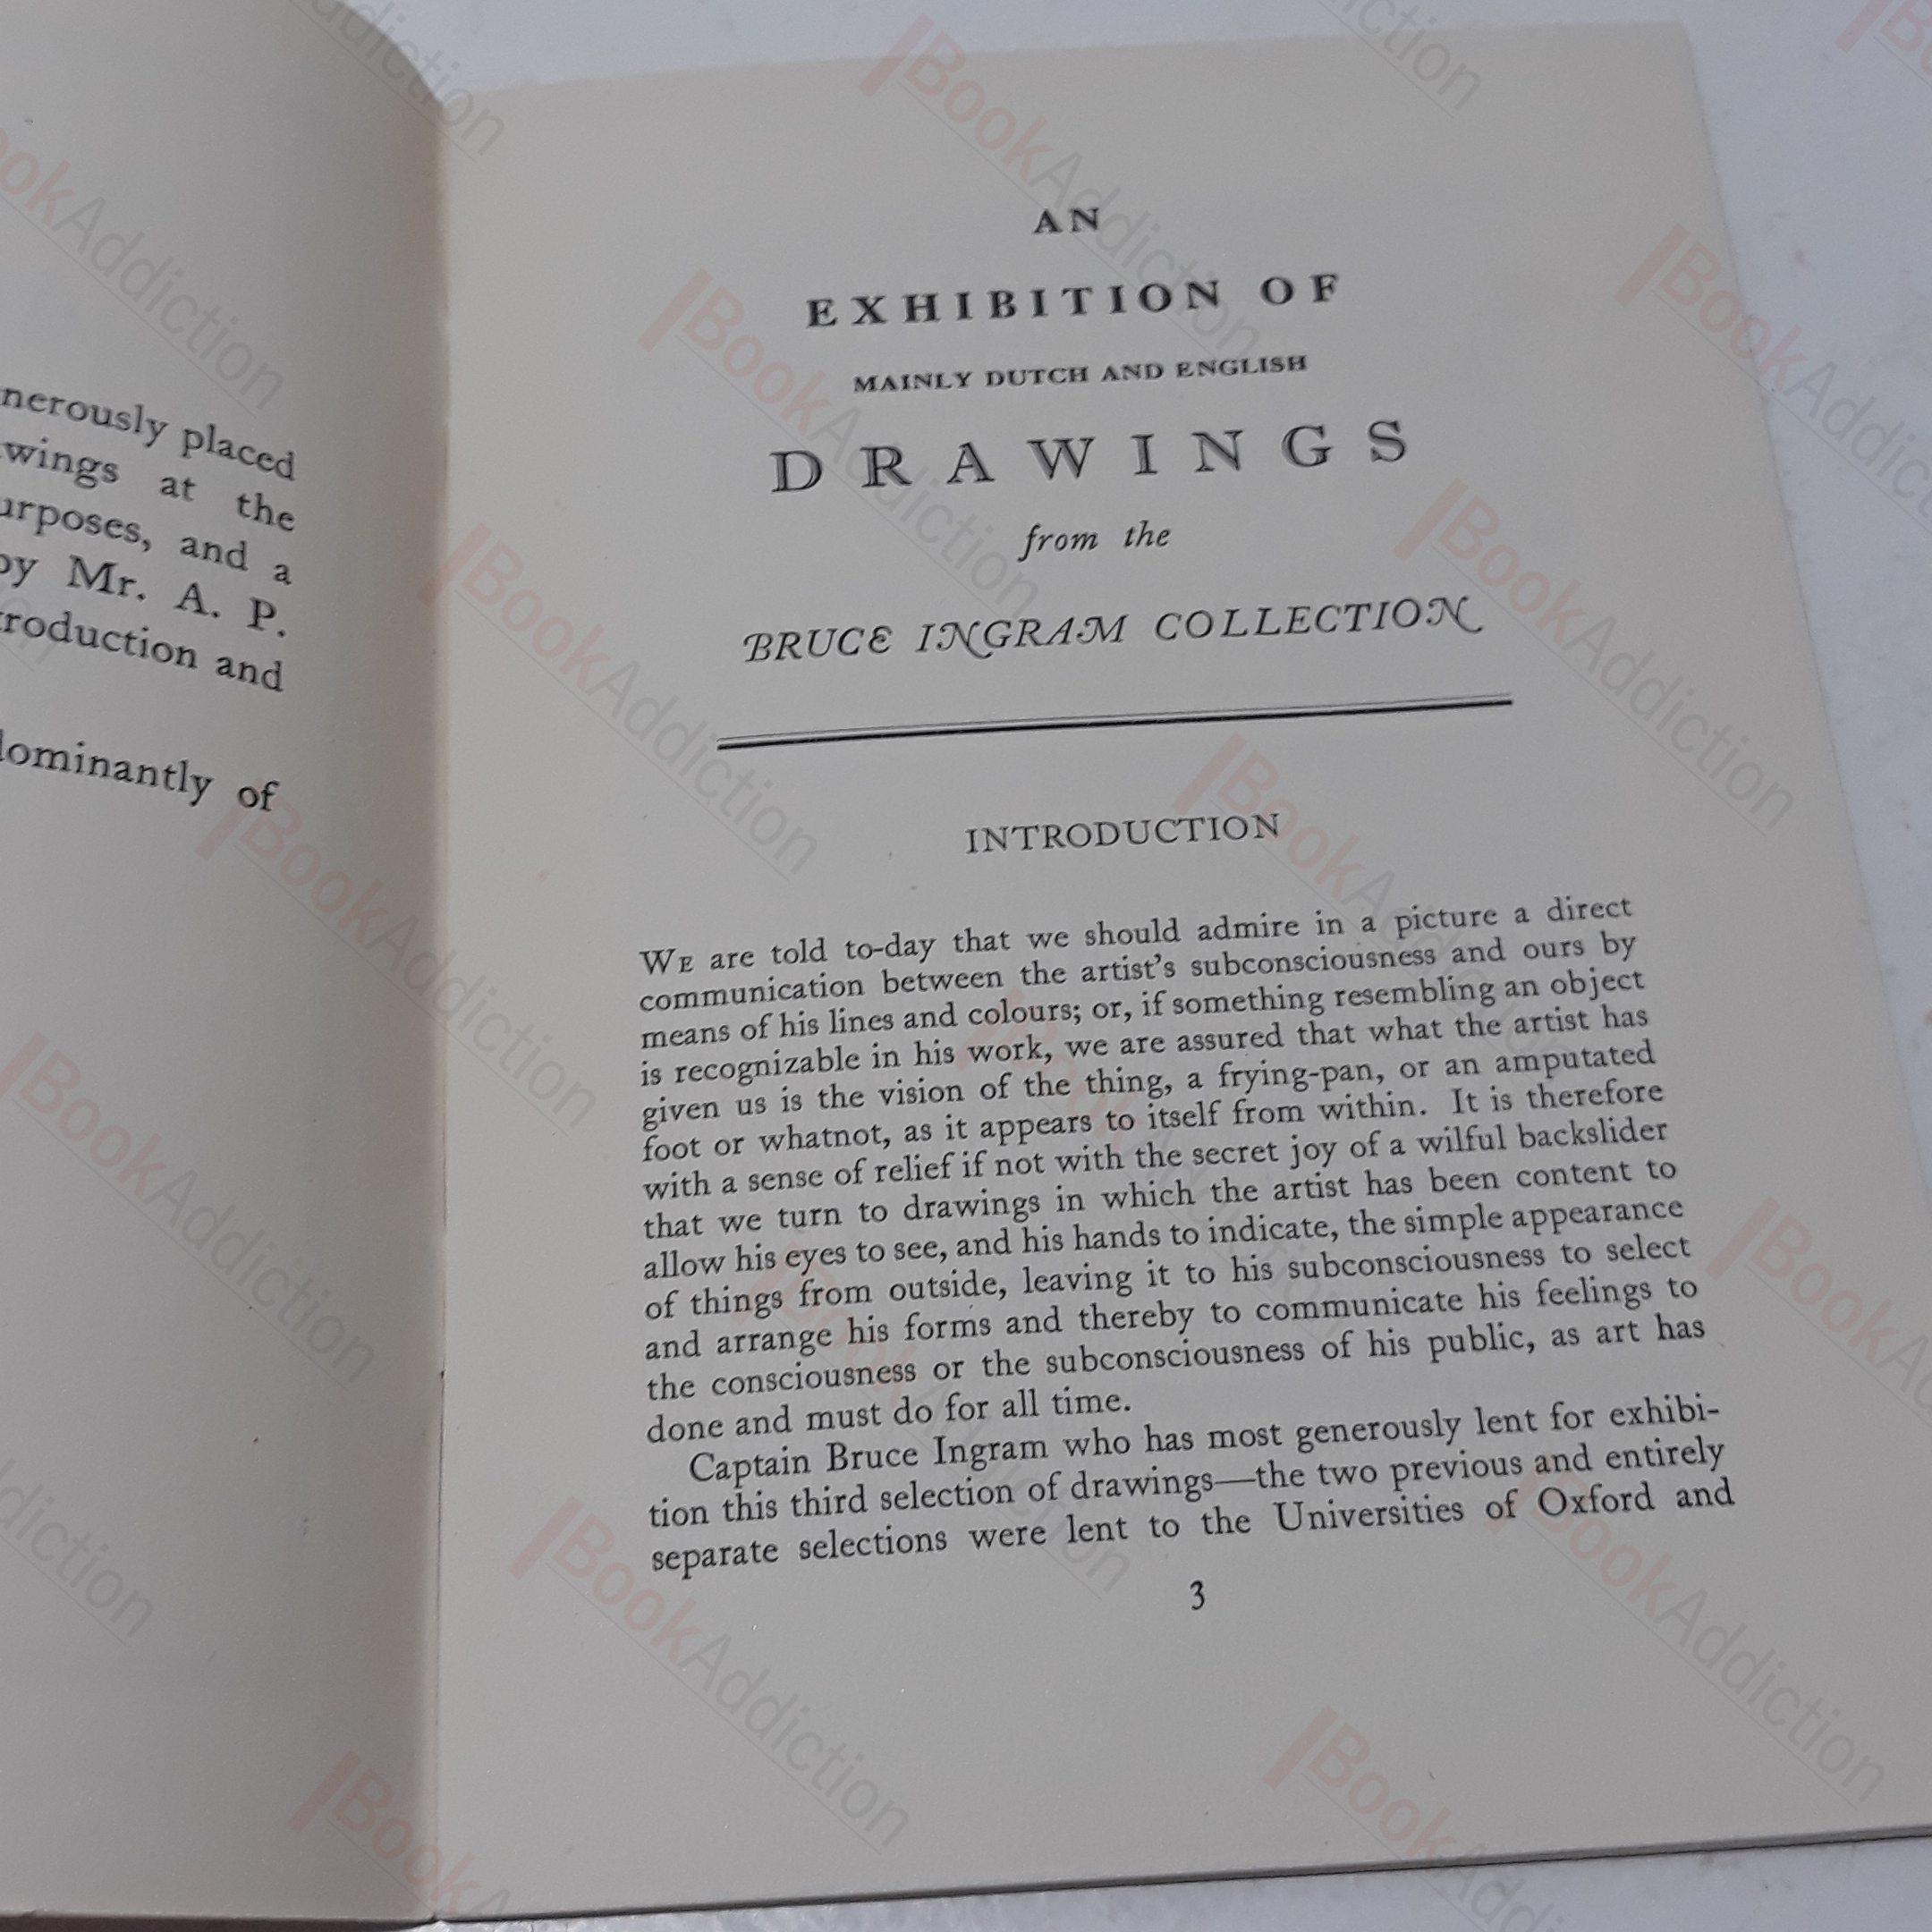 nerously placed
wings at the
urposes, and a
by Mr. A. P.
roduction and
dominantly of
AN
EXHIBITION OF
MAINLY DUTCH AND ENGLISH
DRAWINGS
from the
BRUCE INGRAM COLLECTION
INTRODUCTION
WE are told to-day that we should admire in a picture a direct
communication between the artist's subconsciousness and ours by
means of his lines and colours; or, if something resembling an object
is recognizable in his work, we are assured that what the artist has
given us is the vision of the thing, a frying-pan, or an amputated
foot or whatnot, as it appears to itself from within. It is therefore
with a sense of relief if not with the secret joy of a wilful backslider
that we turn to drawings in which the artist has been content to
allow his eyes to see, and his hands to indicate, the simple appearance
of things from outside, leaving it to his subconsciousness to select
and arrange his forms and thereby to communicate his feelings to
the consciousness or the subconsciousness of his public, as art has
done and must do for all time.
Captain Bruce Ingram who has most generously lent for exhibi-
tion this third selection of drawings—the two previous and entirely
separate selections were lent to the Universities of Oxford and
3
BookAddiction